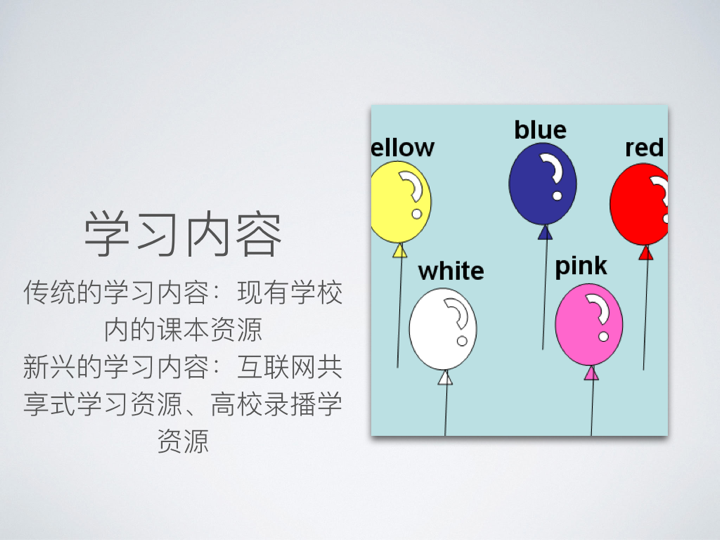 学习内容
传统的学习内容：现有学校
内的课本资源
新兴的学习内容：互联网共
享式学习资源、高校录播学
资源
ellow
blue
red
white
pink